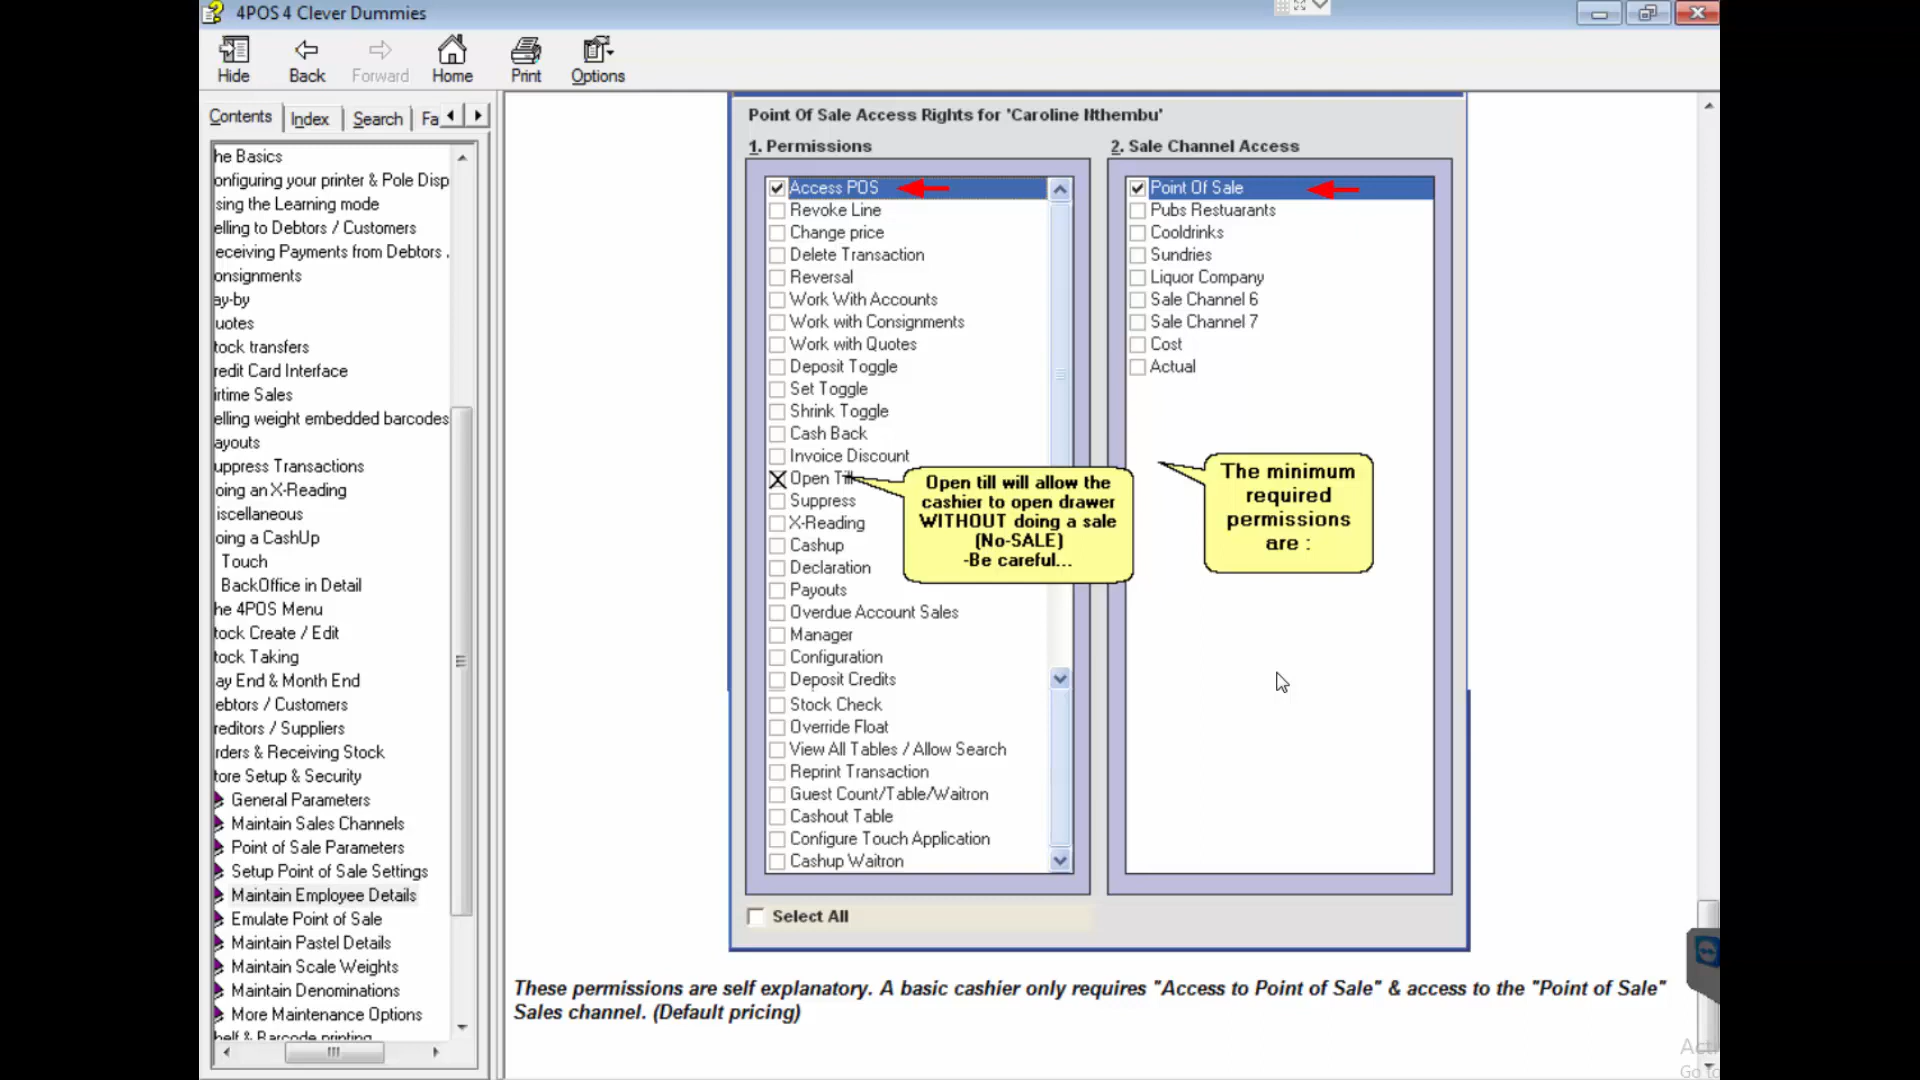 4POS 4 Clever Dummies
Hide
Back
Forward
Home
Print
Options
Contents
Index
Search
Fa
he Basics
onfiguring your printer & Pole Disp
sing the Learning mode
elling to Debtors / Customers
eceiving Payments from Debtors .
onsignments
ay-by
uotes
tock transfers
redit Card Interface
irtime Sales
elling weight embedded barcodes
ayouts
uppress Transactions
oing an X-Reading
iscellaneous
oing a CashUp
Touch
BackOffice in Detail
he 4POS Menu
tock Create / Edit
tock Taking
ay End & Month End
ebtors / Customers
reditors / Suppliers
rders & Receiving Stock
tore Setup & Security
General Parameters
Maintain Sales Channels
Point of Sale Parameters
Setup Point of Sale Settings
Maintain Employee Details
Emulate Point of Sale
Maintain Pastel Details
Maintain Scale Weights
Maintain Denominations
More Maintenance Options
helf & Barcode printing
Point Of Sale Access Rights for 'Caroline Nthembu'
1. Permissions
Access POS
Revoke Line
Change price
Delete Transaction
Reversal
Work With Accounts
Work with Consignments
Work with Quotes
Deposit Toggle
Set Toggle
Shrink Toggle
Cash Back
Invoice Discount
Open Till
Suppress
X-Reading
Cashup
Declaration
Payouts
Overdue Account Sales
Manager
Configuration
Deposit Credits
Stock Check
Override Float
View All Tables / Allow Search
Reprint Transaction
Guest Count/Table/Waitron
Cashout Table
Configure Touch Application
Cashup Waitron
Select All
Open till will allow the
cashier to open drawer
WITHOUT doing a sale
(No-SALE)
-Be careful...
2. Sale Channel Access
Point Of Sale
Pubs Restuarants
Cooldrinks
Sundries
Liquor Company
Sale Channel 6
Sale Channel 7
Cost
Actual
The minimum
required
permissions
are :
These permissions are self explanatory. A basic cashier only requires "Access to Point of Sale" & access to the "Point of Sale"
Sales channel. (Default pricing)
Acti
Go to